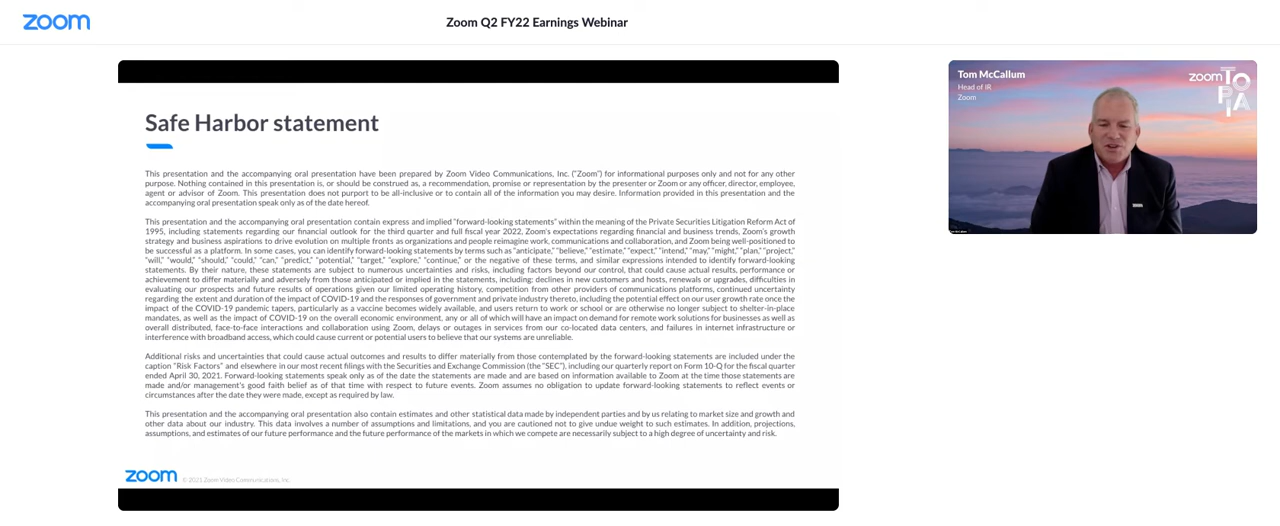 zoom
Zoom Q2 FY22 Earnings Webinar
Safe Harbor statement
This presentation and the accompanying oral presentation have been prepared by Zoom Video Communications, Inc. ("Zoom") for informational purposes only and not for any other
purpose. Nothing contained in this presentation is, or should be construed as, a recommendation, promise or representation by the presenter or Zoom or any officer, director, employee,
agent or advisor of Zoom. This presentation does not purport to be all-inclusive or to contain all of the information you may desire. Information provided in this presentation and the
accompanying oral presentation speak only as of the date hereof.
This presentation and the accompanying oral presentation contain express and implied "forward-looking statements" within the meaning of the Private Securities Litigation Reform Act of
1995, including statements regarding our financial outlook for the third quarter and full fiscal year 2022, Zoom's expectations regarding financial and business trends, Zoom's growth
strategy and business aspirations to drive evolution on multiple fronts as organizations and people reimagine work, communications and collaboration, and Zoom being well-positioned to
be successful as a platform. In some cases, you can identify forward-looking statements by terms such as "anticipate," "believe," "estimate," "expect," "intend," "may," "might," "plan," "project,"
"will," "would," "should," "could," "can," "predict," "potential," "target," "explore," "continue," or the negative of these terms, and similar expressions intended to identify forward-looking
statements. By their nature, these statements are subject to numerous uncertainties and risks, including factors beyond our control, that could cause actual results, performance or
achievement to differ materially and adversely from those anticipated or implied in the statements, including: declines in new customers and hosts, renewals or upgrades, difficulties in
evaluating our prospects and future results of operations given our limited operating history, competition from other providers of communications platforms, continued uncertainty
regarding the extent and duration of the impact of COVID-19 and the responses of government and private industry thereto, including the potential effect on our user growth rate once the
impact of the COVID-19 pandemic tapers, particularly as a vaccine becomes widely available, and users return to work or school or are otherwise no longer subject to shelter-in-place
mandates, as well as the impact of COVID-19 on the overall economic environment, any or all of which will have an impact on demand for remote work solutions for businesses as well as
overall distributed, face-to-face interactions and collaboration using Zoom, delays or outages in services from our co-located data centers, and failures in internet infrastructure or
interference with broadband access, which could cause current or potential users to believe that our systems are unreliable.
Additional risks and uncertainties that could cause actual outcomes and results to differ materially from those contemplated by the forward-looking statements are included under the
caption "Risk Factors" and elsewhere in our most recent filings with the Securities and Exchange Commission (the "SEC"), including our quarterly report on Form 10-Q for the fiscal quarter
ended April 30, 2021. Forward-looking statements speak only as of the date the statements are made and are based on information available to Zoom at the time those statements are
made and/or management's good faith belief as of that time with respect to future events. Zoom assumes no obligation to update forward-looking statements to reflect events or
circumstances after the date they were made, except as required by law.
This presentation and the accompanying oral presentation also contain estimates and other statistical data made by independent parties and by us relating to market size and growth and
other data about our industry. This data involves a number of assumptions and limitations, and you are cautioned not to give undue weight to such estimates. In addition, projections,
assumptions, and estimates of our future performance and the future performance of the markets in which we compete are necessarily subject to a high degree of uncertainty and risk.
zoom © 2021 Zoom Video Communications, Inc.
Tom McCallum
Head of IR
Zoom
zoom TO
PIA